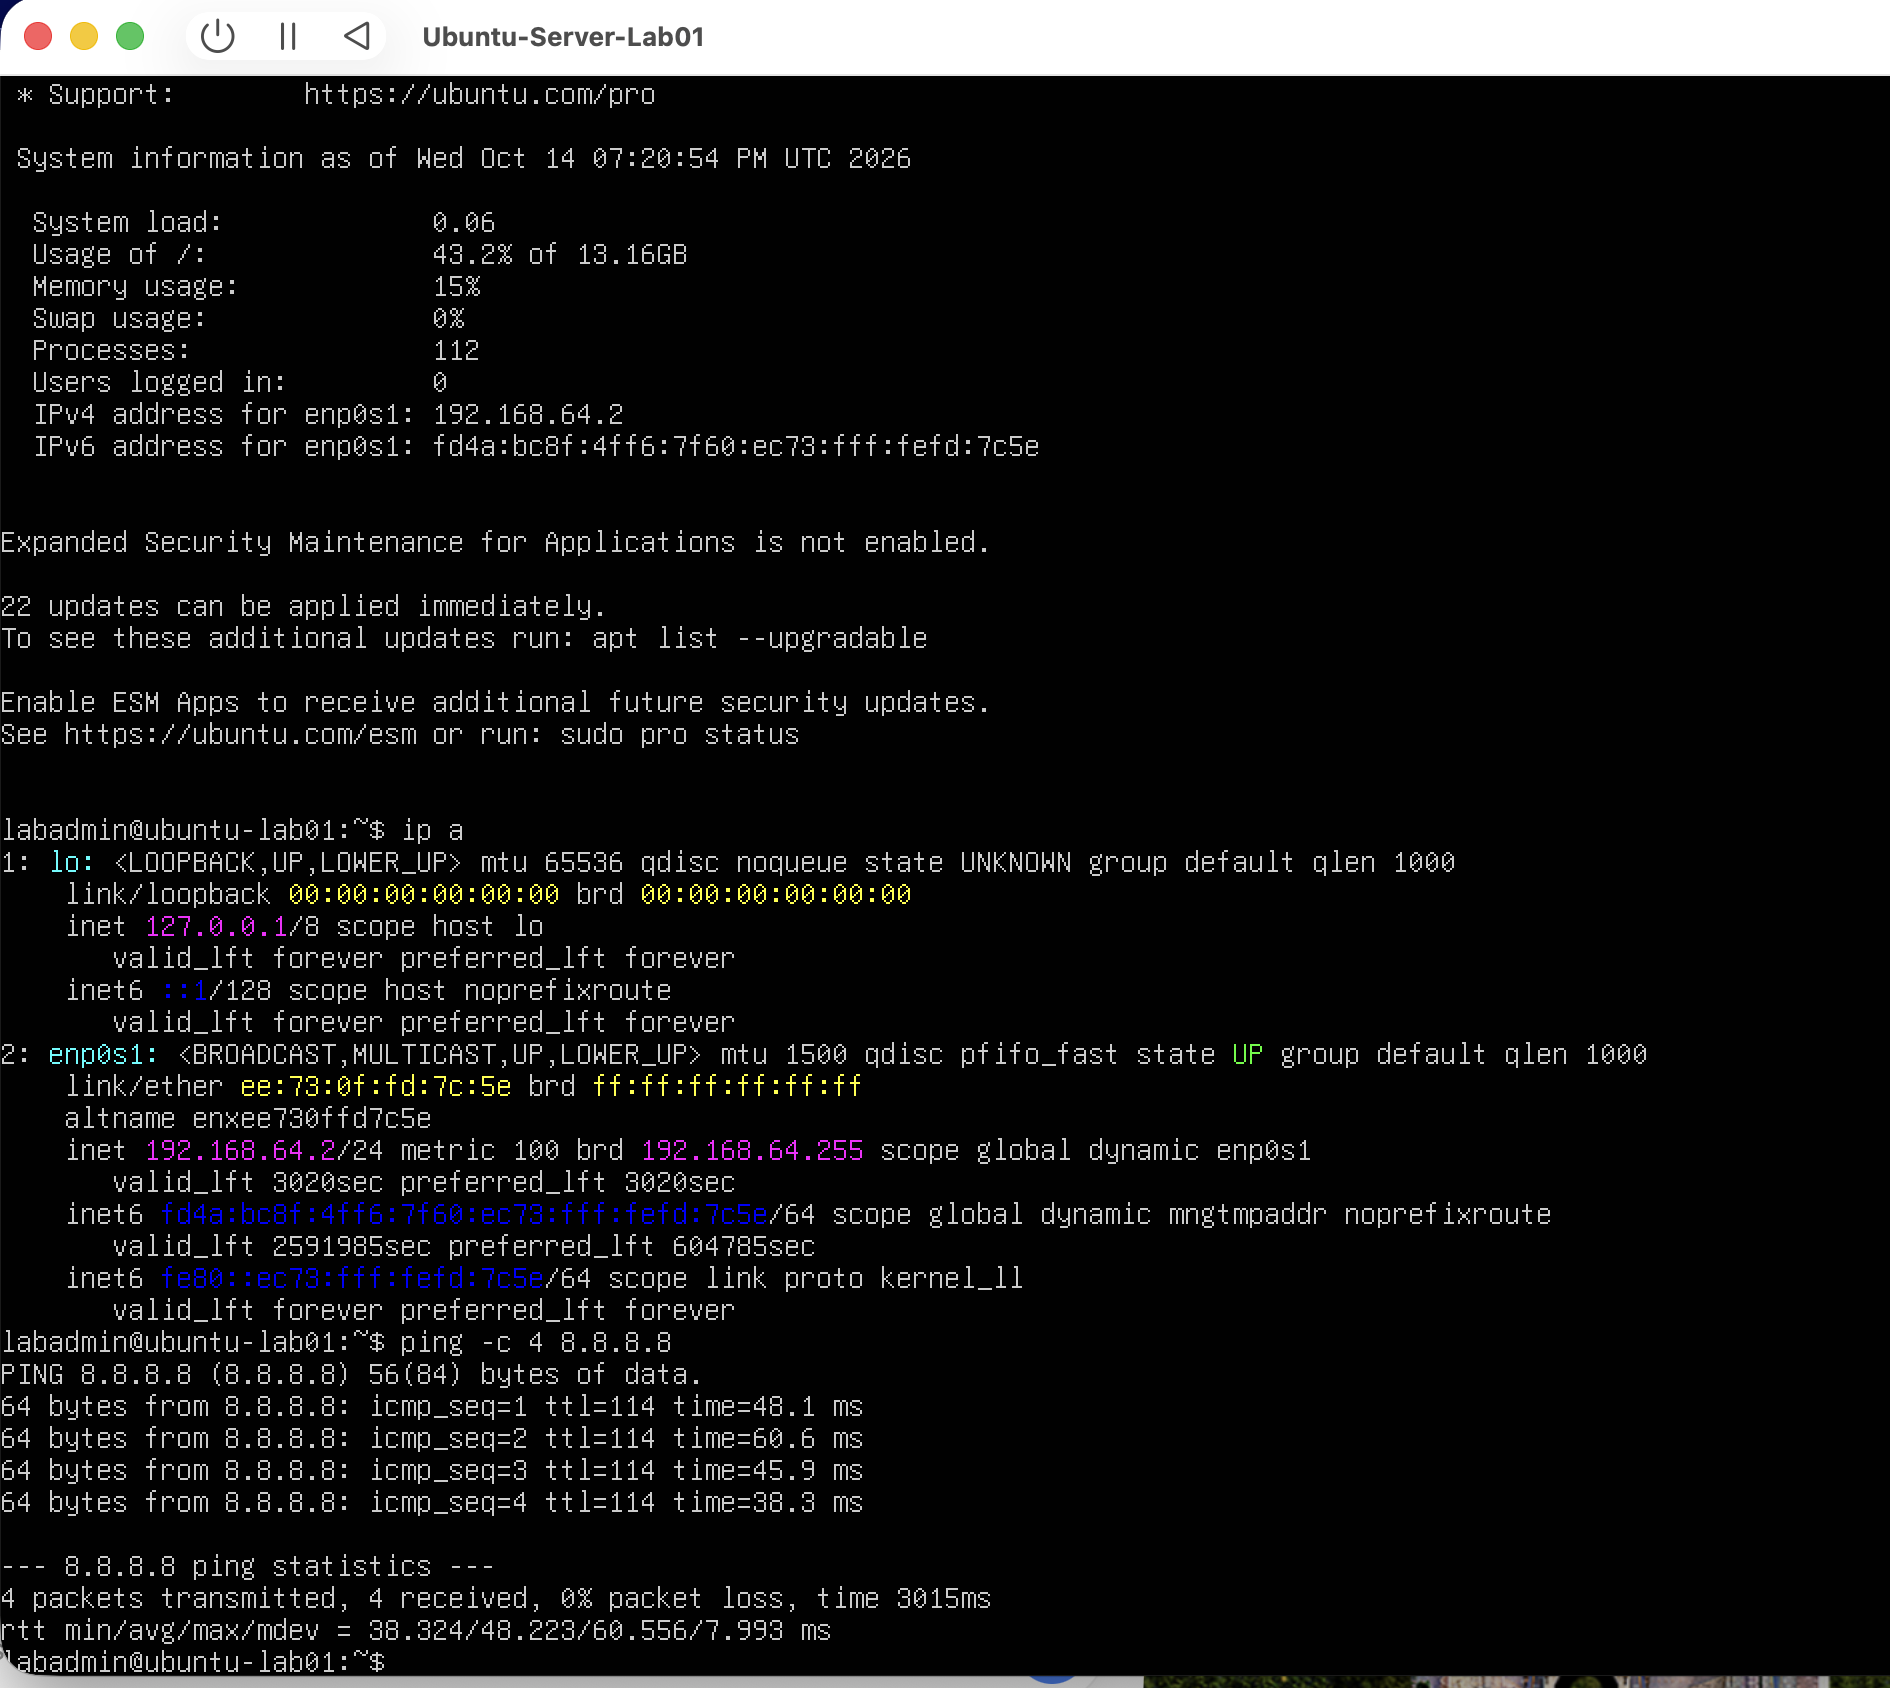 Ubuntu-Server-Lab01
* Support:        https://ubuntu.com/pro
System information as of Wed Oct 14 07:20:54 PM UTC 2026
System load:             0.06
Usage of /:              43.2% of 13.16GB
Memory usage:            15%
Swap usage:              0%
Processes:               112
Users logged in:         0
IPv4 address for enp0s1: 192.168.64.2
IPv6 address for enp0s1: fd4a:bc8f:4ff6:7f60:ec73:fff:fefd:7c5e
Expanded Security Maintenance for Applications is not enabled.
22 updates can be applied immediately.
To see these additional updates run: apt list --upgradable
Enable ESM Apps to receive additional future security updates.
See https://ubuntu.com/esm or run: sudo pro status
labadmin@ubuntu-lab01:~$ ip a
1: lo: <LOOPBACK,UP,LOWER_UP> mtu 65536 qdisc noqueue state UNKNOWN group default qlen 1000
    link/loopback 00:00:00:00:00:00 brd 00:00:00:00:00:00
    inet 127.0.0.1/8 scope host lo
       valid_lft forever preferred_lft forever
    inet6 ::1/128 scope host noprefixroute
       valid_lft forever preferred_lft forever
2: enp0s1: <BROADCAST,MULTICAST,UP,LOWER_UP> mtu 1500 qdisc pfifo_fast state UP group default qlen 1000
    link/ether ee:73:0f:fd:7c:5e brd ff:ff:ff:ff:ff:ff
    altname enxee730ffd7c5e
    inet 192.168.64.2/24 metric 100 brd 192.168.64.255 scope global dynamic enp0s1
       valid_lft 3020sec preferred_lft 3020sec
    inet6 fd4a:bc8f:4ff6:7f60:ec73:fff:fefd:7c5e/64 scope global dynamic mngtmpaddr noprefixroute
       valid_lft 2591985sec preferred_lft 604785sec
    inet6 fe80::ec73:fff:fefd:7c5e/64 scope link proto kernel_ll
       valid_lft forever preferred_lft forever
labadmin@ubuntu-lab01:~$ ping -c 4 8.8.8.8
PING 8.8.8.8 (8.8.8.8) 56(84) bytes of data.
64 bytes from 8.8.8.8: icmp_seq=1 ttl=114 time=48.1 ms
64 bytes from 8.8.8.8: icmp_seq=2 ttl=114 time=60.6 ms
64 bytes from 8.8.8.8: icmp_seq=3 ttl=114 time=45.9 ms
64 bytes from 8.8.8.8: icmp_seq=4 ttl=114 time=38.3 ms
--- 8.8.8.8 ping statistics ---
4 packets transmitted, 4 received, 0% packet loss, time 3015ms
rtt min/avg/max/mdev = 38.324/48.223/60.556/7.993 ms
labadmin@ubuntu-lab01:~$